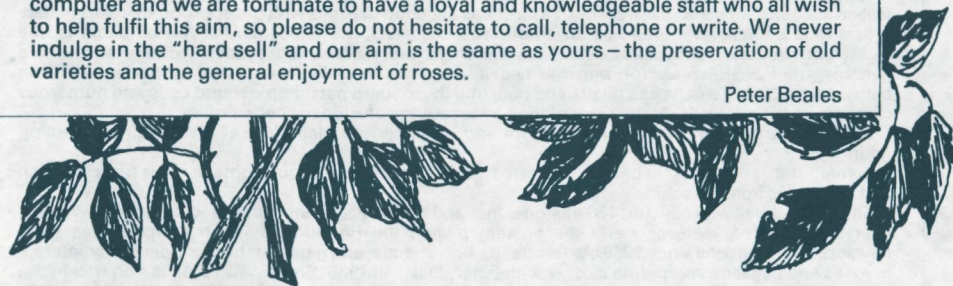 computer and we are fortunate to have a loyal and knowledgeable staff who all wish
to help fulfil this aim, so please do not hesitate to call, telephone or write. We never
indulge in the "hard sell" and our aim is the same as yours – the preservation of old
varieties and the general enjoyment of roses.
Peter Beales